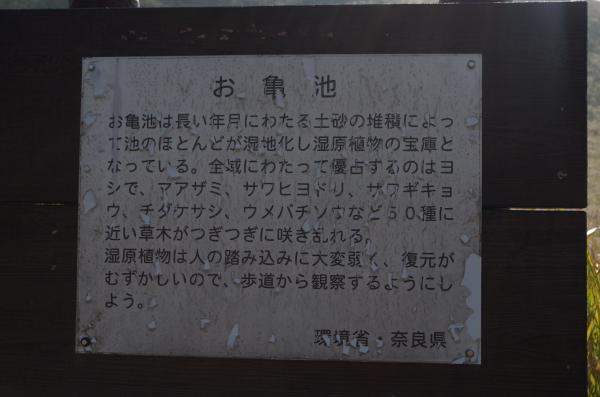 お亀池
お亀池は長い年月にわたる土砂の堆積によっ
て池のほとんどが湿地化し湿原植物の宝庫と
なっている。全域にわたって優占するのはヨ
シで、マアザミ、サワヒヨドリ、サワギキョ
ウ、チダケサシ、ウメバチソウなど50種に
近い草木がつぎつぎに咲き乱れる。
湿原植物は人の踏み込みに大変弱く、復元が
むずかしいので、歩道から観察するようにし
よう。
環境省・奈良県